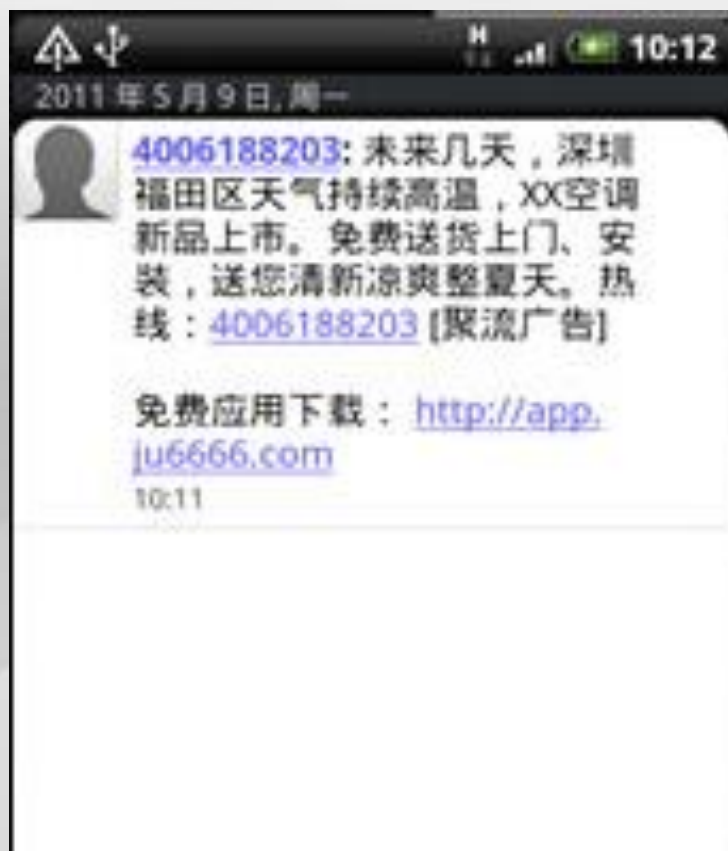 H
10:12
2011年5月9日, 周一
4006188203: 未来几天，深圳
福田区天气持续高温，XX空调
新品上市。免费送货上门、安
装，送您清新凉爽整夏天。热
线：4006188203 [聚流广告]
免费应用下载： http://app.
ju6666.com
10:11